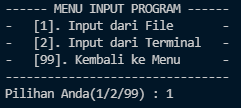 ------ MENU INPUT PROGRAM ------
-   [1]. Input dari File       -
-   [2]. Input dari Terminal   -
-   [99]. Kembali ke Menu      -
--------------------------------
Pilihan Anda(1/2/99) : 1